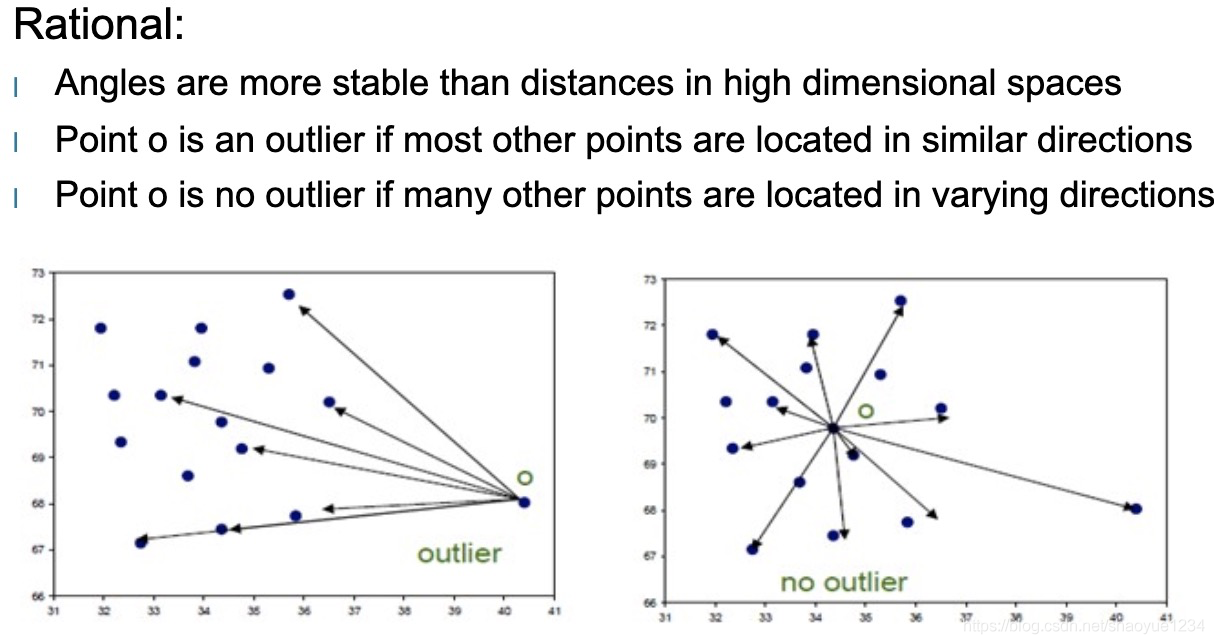 Rational:
Angles are more stable than distances in high dimensional spaces
Point o is an outlier if most other points are located in similar directions
Point o is no outlier if many other points are located in varying directions
73
72
71
70
69
68
67
66
31 32 33 34 35 36 37 38 39 40 41
o
outlier
73
72
71
70
69
68
67
66
31 32 33 34 35 36 37 38 39 40 41
o
no outlier
https://blog.csdn.net/shaoyue1234